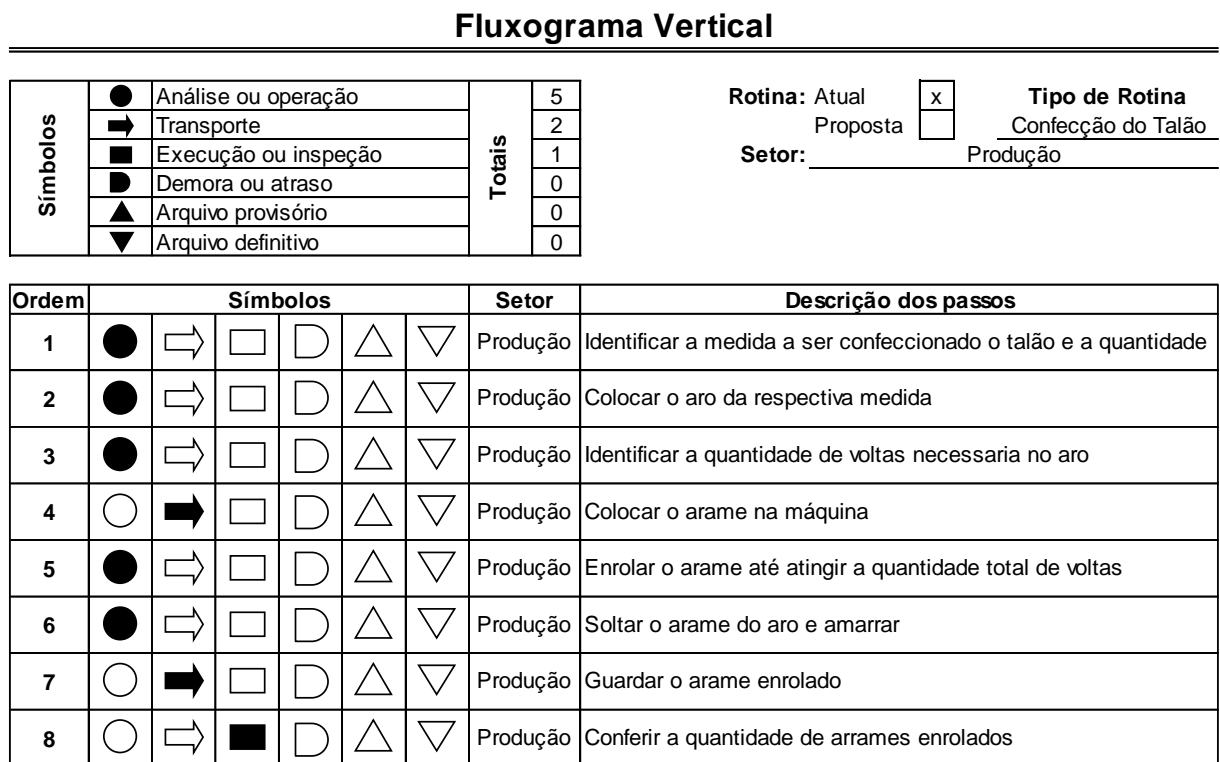 Fluxograma Vertical
Símbolos
Análise ou operação 5
Transporte 2
Execução ou inspeção 1
Demora ou atraso 0
Arquivo provisório 0
Arquivo definitivo 0
Totais
Rotina: Atual x Tipo de Rotina
Proposta Confecção do Talão
Setor: Produção
Ordem Símbolos Setor Descrição dos passos
1 Produção Identificar a medida a ser confeccionado o talão e a quantidade
2 Produção Colocar o aro da respectiva medida
3 Produção Identificar a quantidade de voltas necessaria no aro
4 Produção Colocar o arame na máquina
5 Produção Enrolar o arame até atingir a quantidade total de voltas
6 Produção Soltar o arame do aro e amarrar
7 Produção Guardar o arame enrolado
8 Produção Conferir a quantidade de arrames enrolados